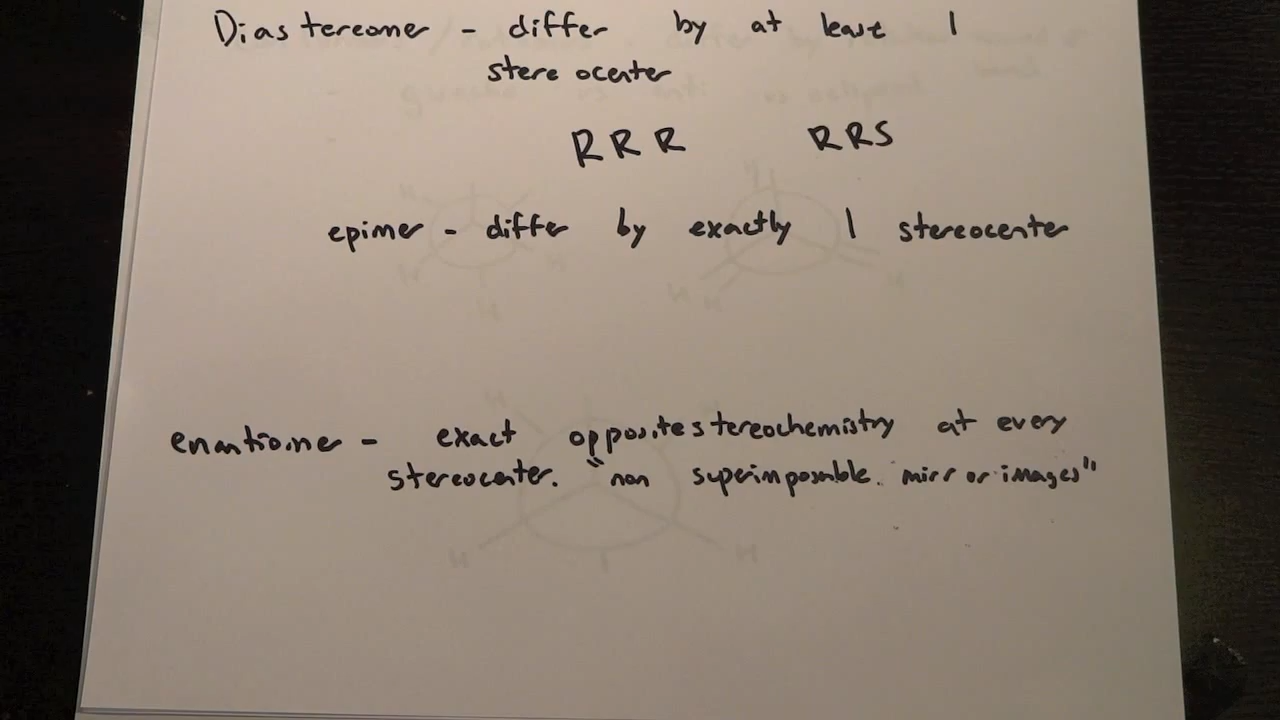 Diastereomer - differ by at least 1
stereocenter
RRR RRS
epimer - differ by exactly 1 stereocenter
enantiomer - exact opposite stereochemistry at every
stereocenter. "non superimposable mirror images"